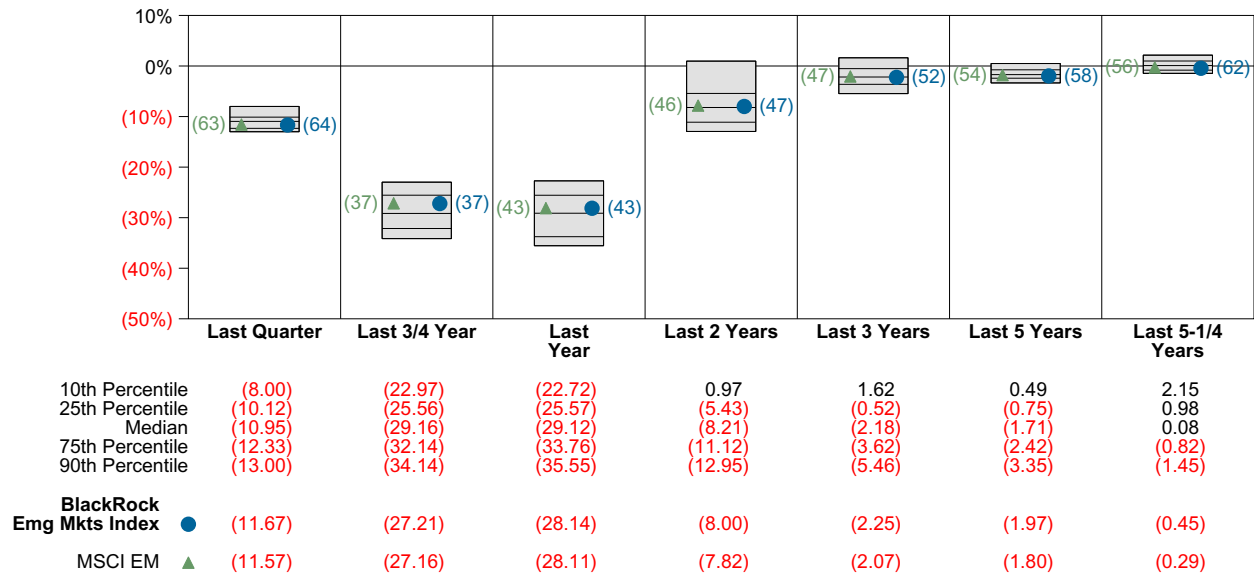 10%
0%
(10%)
(20%)
(30%)
(40%)
(50%)
(63) (64)
(37) (37)
(43) (43)
(46) (47)
(47) (52)
(54) (58)
(56) (62)
Last Quarter Last 3/4 Year Last Year Last 2 Years Last 3 Years Last 5 Years Last 5-1/4 Years
10th Percentile (8.00) (22.97) (22.72) 0.97 1.62 0.49 2.15
25th Percentile (10.12) (25.56) (25.57) (5.43) (0.52) (0.75) 0.98
Median (10.95) (29.16) (29.12) (8.21) (2.18) (1.71) 0.08
75th Percentile (12.33) (32.14) (33.76) (11.12) (3.62) (2.42) (0.82)
90th Percentile (13.00) (34.14) (35.55) (12.95) (5.46) (3.35) (1.45)
BlackRock
Emg Mkts Index (11.67) (27.21) (28.14) (8.00) (2.25) (1.97) (0.45)
MSCI EM (11.57) (27.16) (28.11) (7.82) (2.07) (1.80) (0.29)